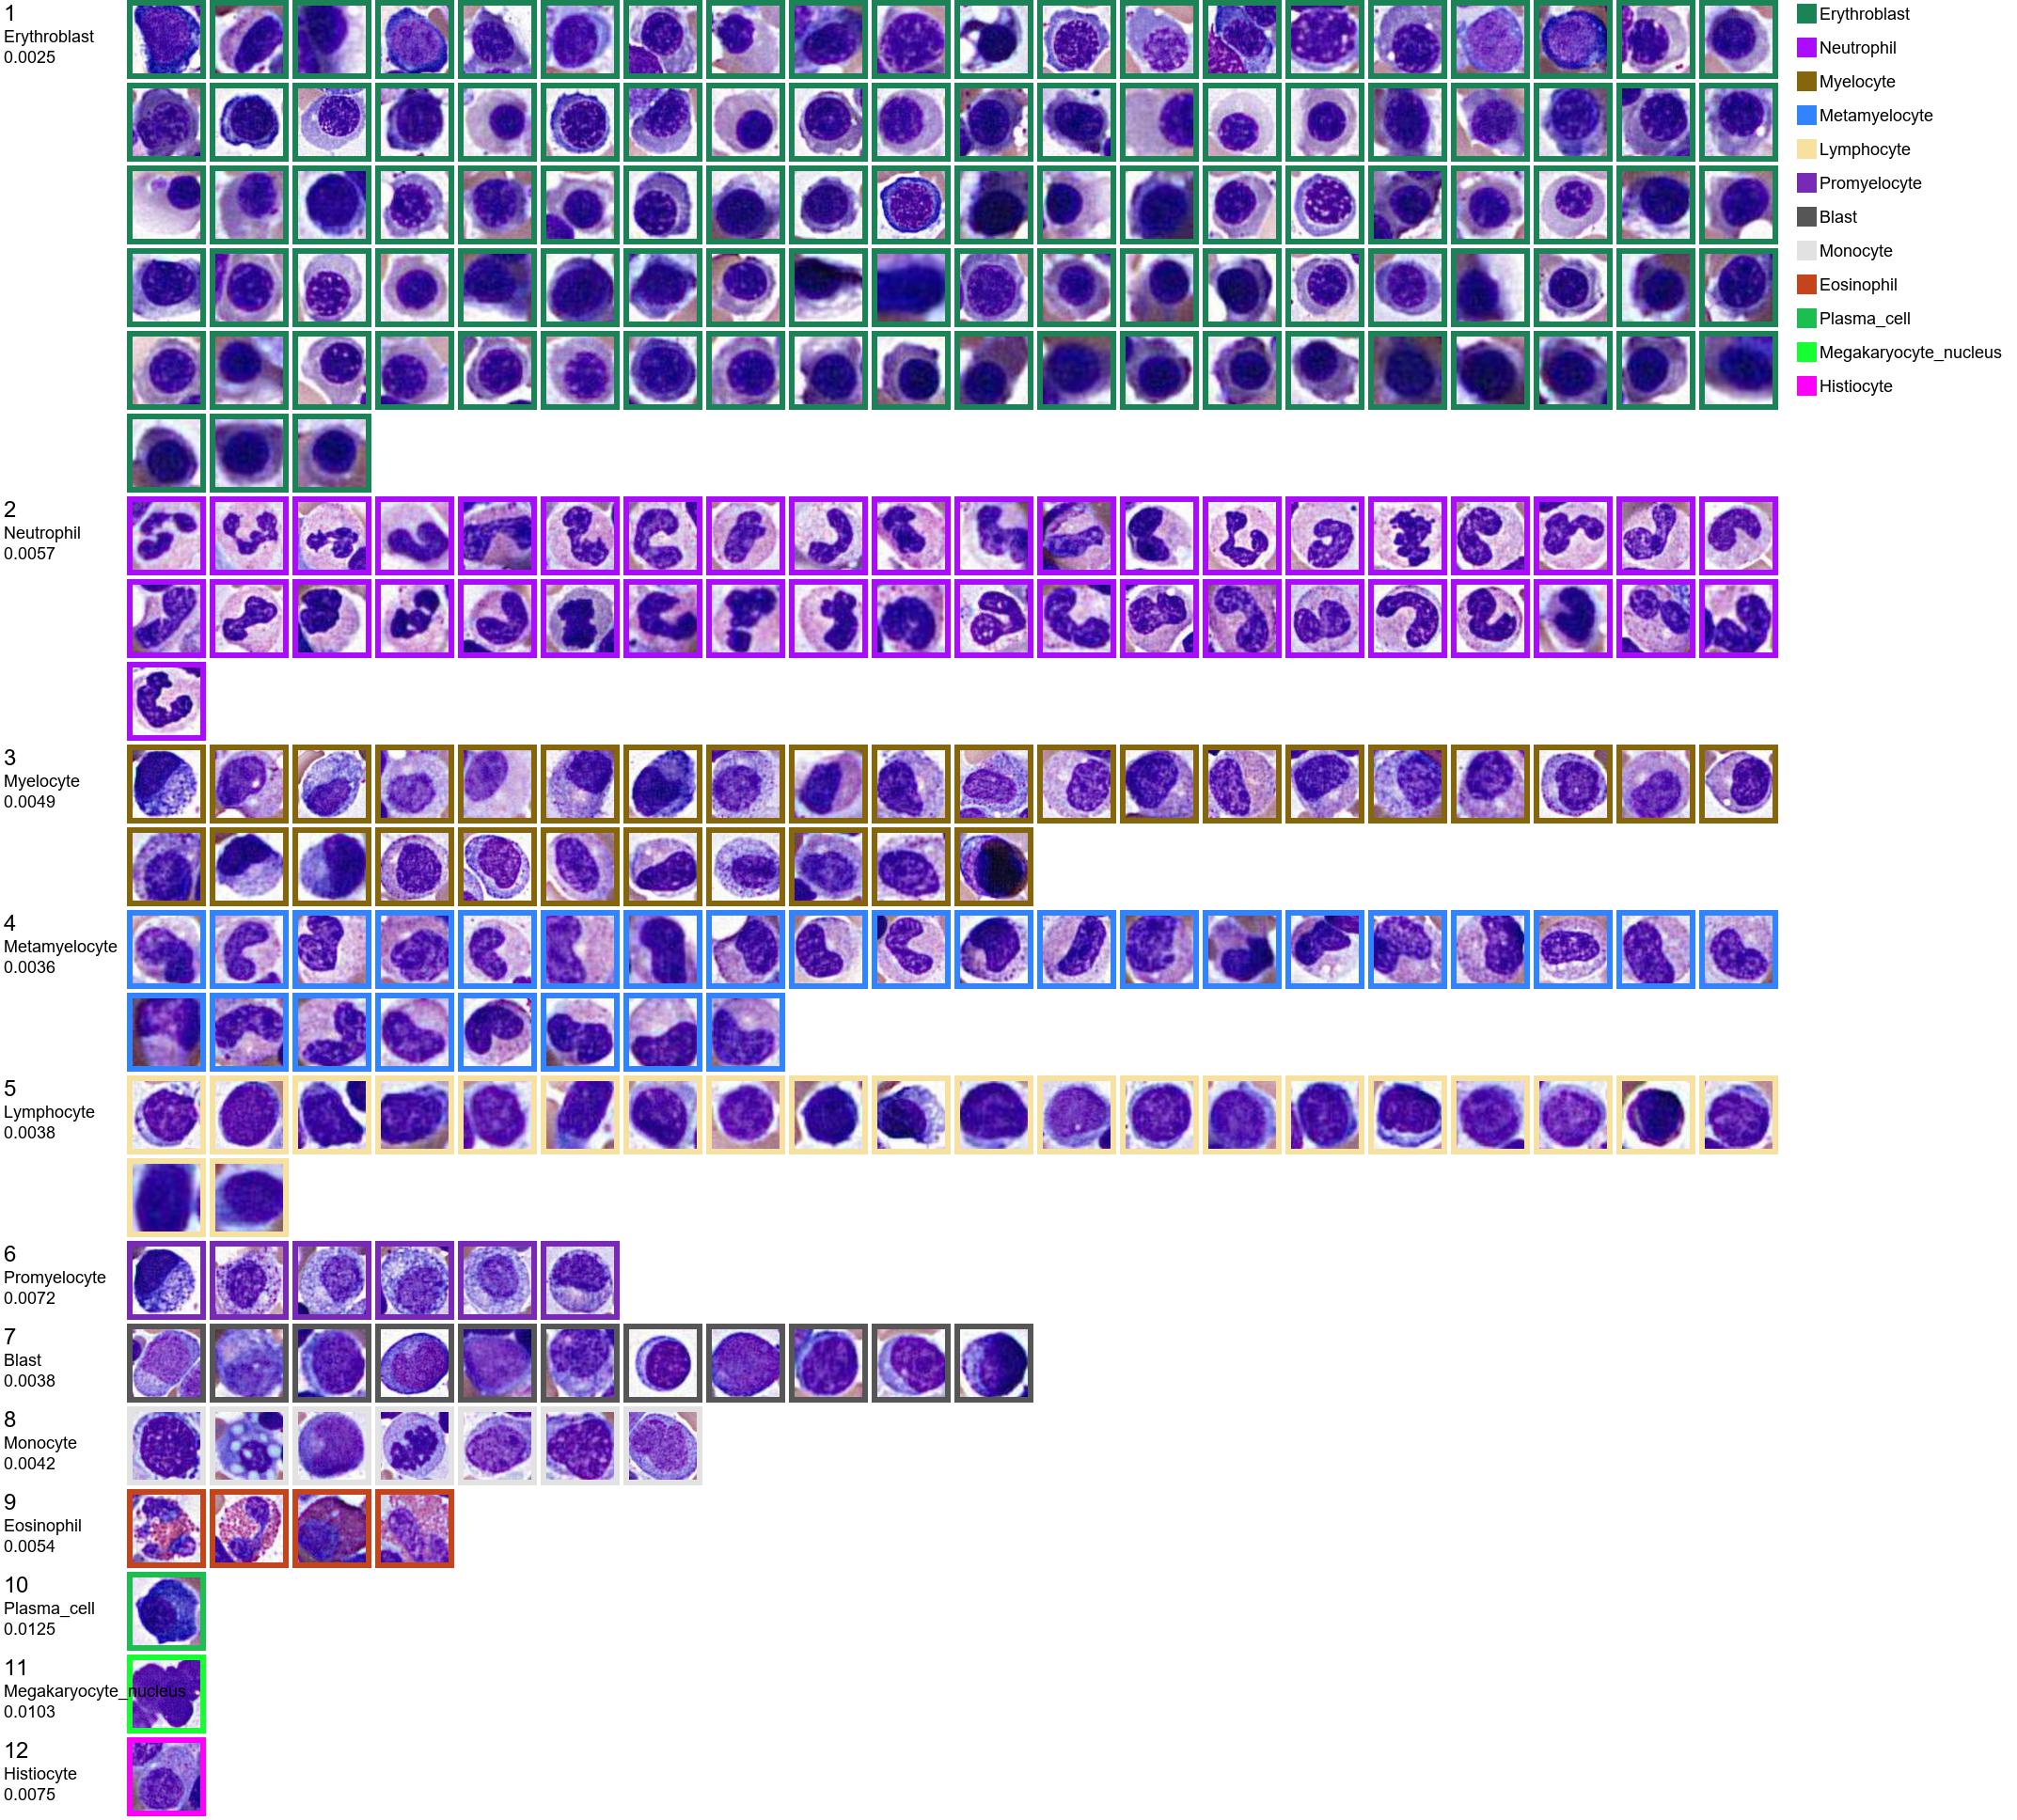 1
Erythroblast
0.0025
2
Neutrophil
0.0057
3
Myelocyte
0.0049
4
Metamyelocyte
0.0036
5
Lymphocyte
0.0038
6
Promyelocyte
0.0072
7
Blast
0.0038
8
Monocyte
0.0042
9
Eosinophil
0.0054
10
Plasma_cell
0.0125
11
Megakaryocyte_nucleus
0.0103
12
Histiocyte
0.0075
Erythroblast
Neutrophil
Myelocyte
Metamyelocyte
Lymphocyte
Promyelocyte
Blast
Monocyte
Eosinophil
Plasma_cell
Megakaryocyte_nucleus
Histiocyte